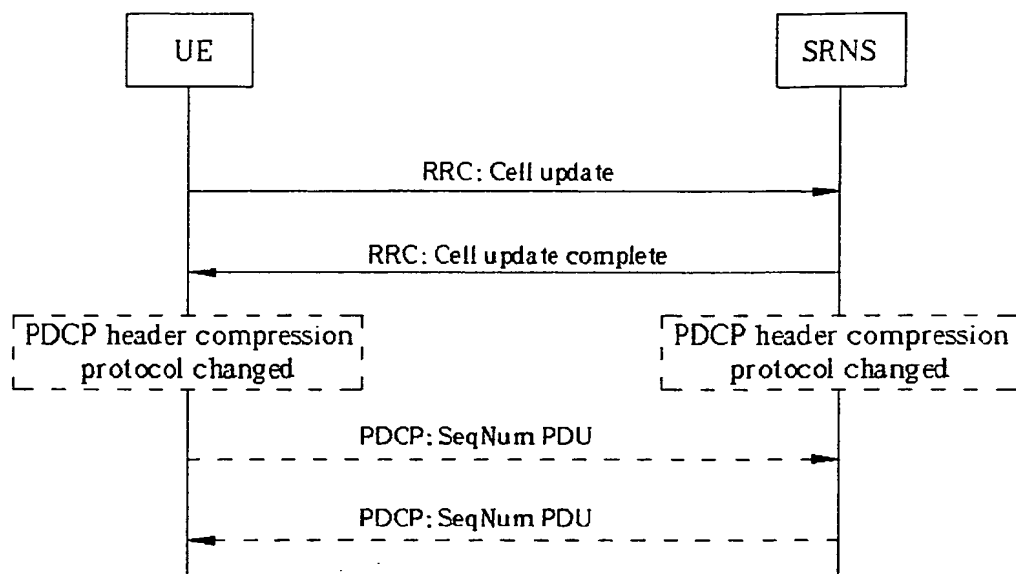 UE
SRNS
RRC: Cell update
RRC: Cell update complete
PDCP header compression
protocol changed
PDCP header compression
protocol changed
PDCP: SeqNum PDU
PDCP: SeqNum PDU